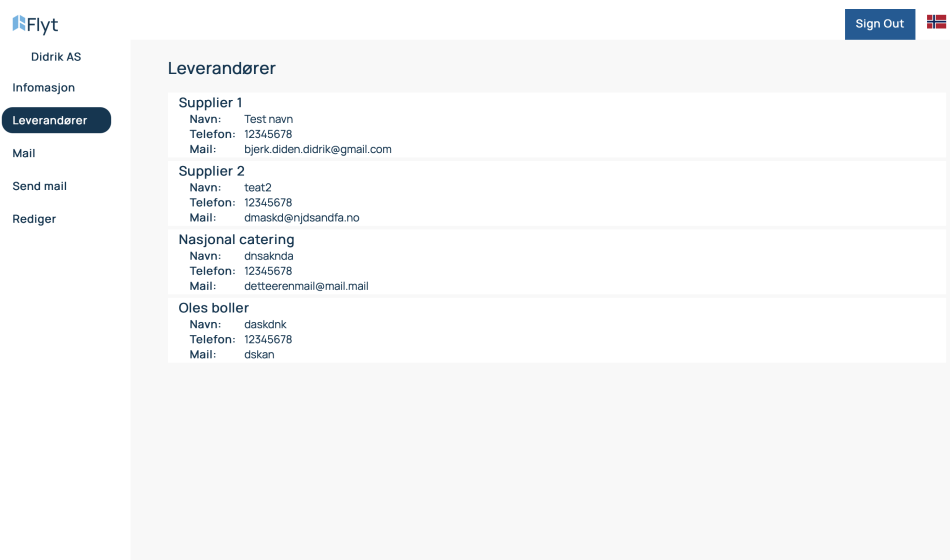 Flyt
Sign Out
Didrik AS
Infomasjon
Leverandører
Mail
Send mail
Rediger
Leverandører
Supplier 1
Navn: Test navn
Telefon: 12345678
Mail: bjerk.diden.didrik@gmail.com
Supplier 2
Navn: teat2
Telefon: 12345678
Mail: dmaskd@njdsandfa.no
Nasjonal catering
Navn: dnsaknda
Telefon: 12345678
Mail: detteerenmail@mail.mail
Oles boller
Navn: daskdnk
Telefon: 12345678
Mail: dskan